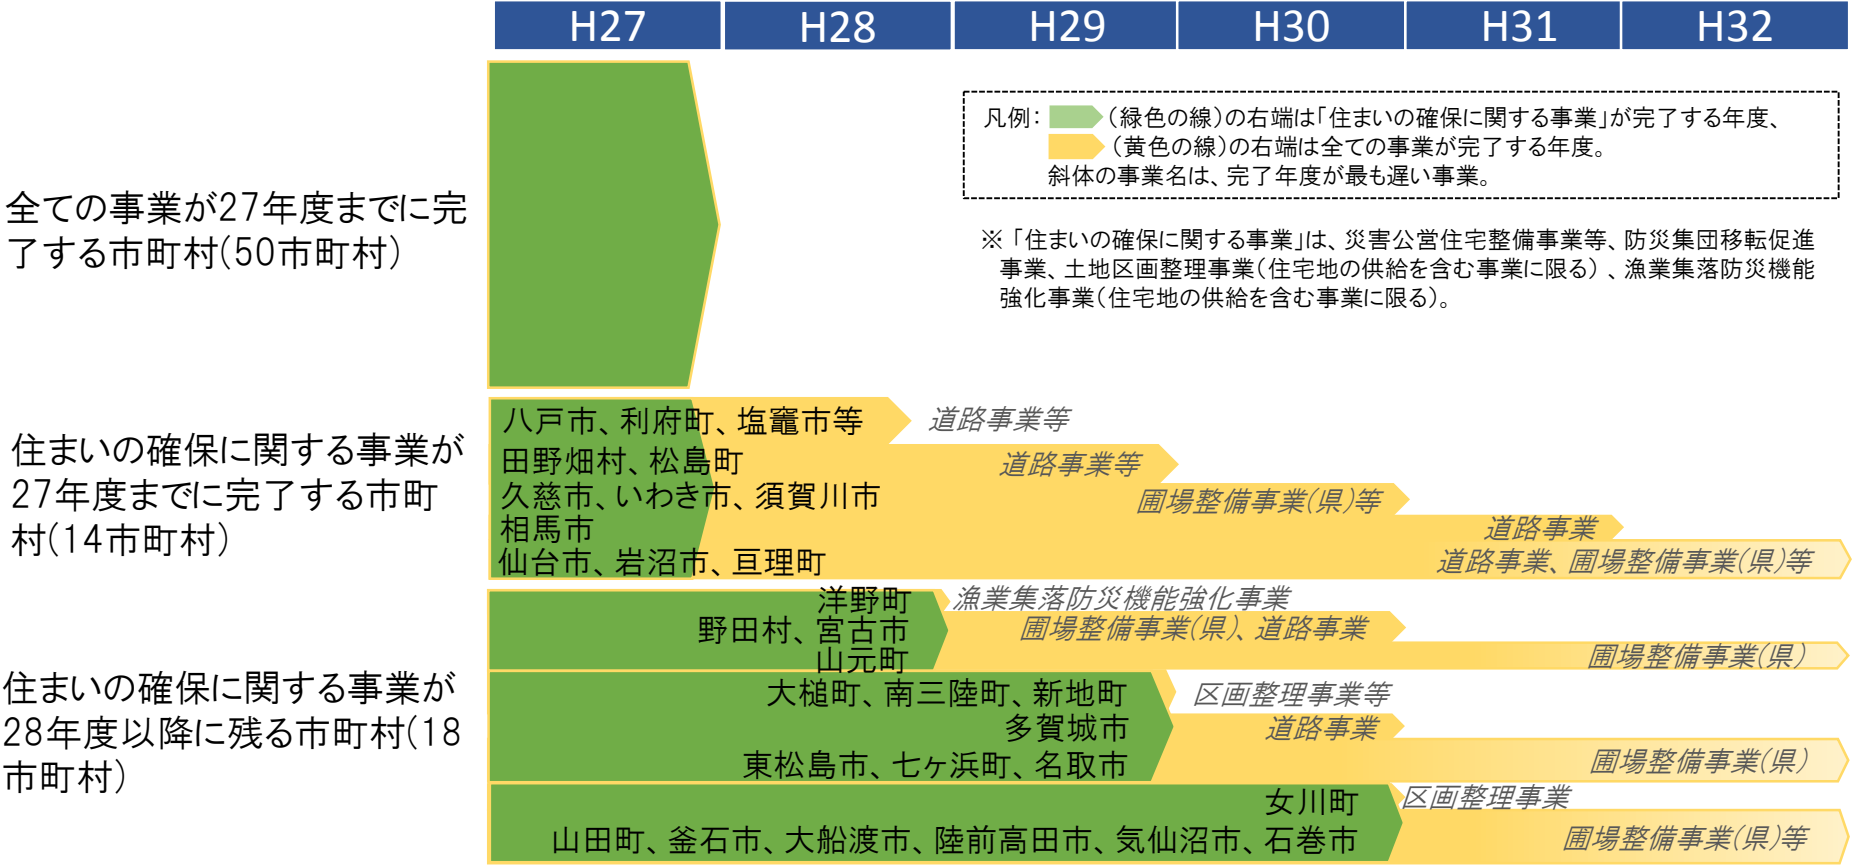 H27 H28 H29 H30 H31 H32
凡例： （緑色の線）の右端は「住まいの確保に関する事業」が完了する年度、
（黄色の線）の右端は全ての事業が完了する年度。
斜体の事業名は、完了年度が最も遅い事業。
全ての事業が27年度までに完
了する市町村(50市町村)
※「住まいの確保に関する事業」は、災害公営住宅整備事業等、防災集団移転促進
事業、土地区画整理事業（住宅地の供給を含む事業に限る）、漁業集落防災機能
強化事業（住宅地の供給を含む事業に限る）。
住まいの確保に関する事業が
27年度までに完了する市町
村(14市町村)
八戸市、利府町、塩竈市等 道路事業等
田野畑村、松島町 道路事業等
久慈市、いわき市、須賀川市 圃場整備事業(県)等
相馬市 道路事業
仙台市、岩沼市、亘理町 道路事業、圃場整備事業(県)等
住まいの確保に関する事業が
28年度以降に残る市町村(18
市町村)
洋野町 漁業集落防災機能強化事業
野田村、宮古市 圃場整備事業(県)、道路事業
山元町 圃場整備事業(県)
大槌町、南三陸町、新地町 区画整理事業等
多賀城市 道路事業
東松島市、七ヶ浜町、名取市 圃場整備事業(県)
女川町 区画整理事業
山田町、釜石市、大船渡市、陸前高田市、気仙沼市、石巻市 圃場整備事業(県)等